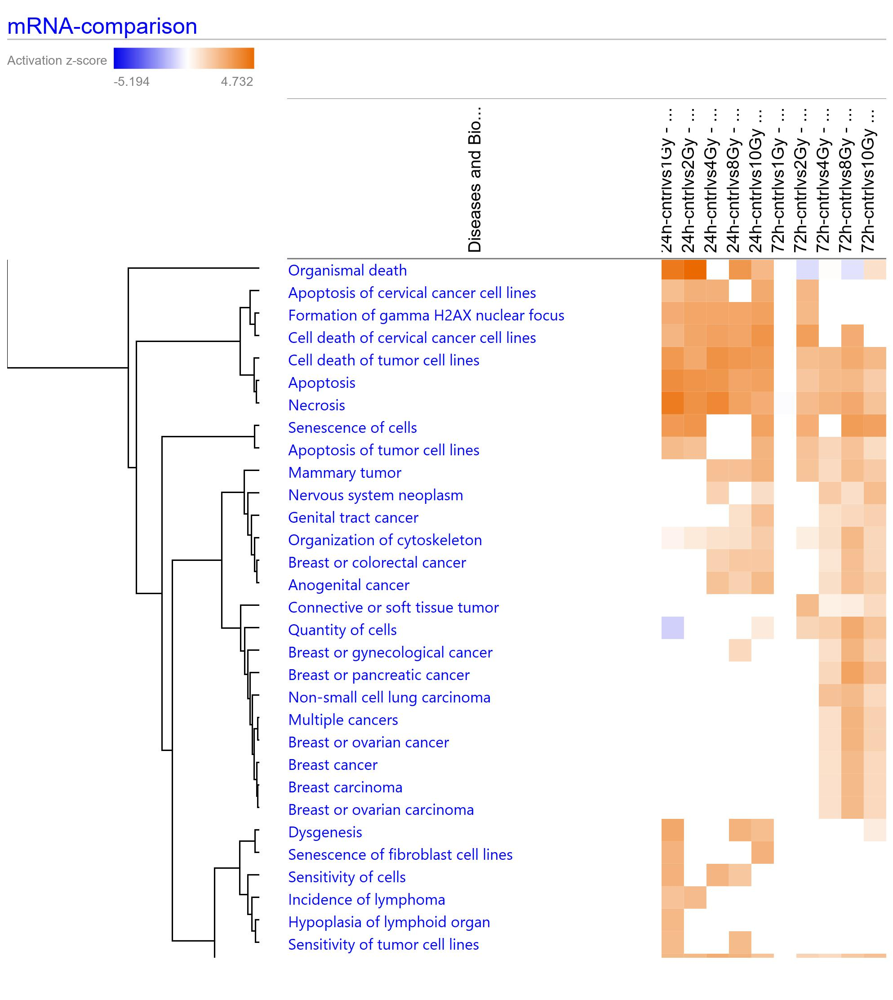 mRNA-comparison
Activation z-score
-5.194 4.732
Diseases and Bio...
24h-cntrlvs1Gy - ...
24h-cntrlvs2Gy - ...
24h-cntrlvs4Gy - ...
24h-cntrlvs8Gy - ...
24h-cntrlvs10Gy ...
72h-cntrlvs1Gy - ...
72h-cntrlvs2Gy - ...
72h-cntrlvs4Gy - ...
72h-cntrlvs8Gy - ...
72h-cntrlvs10Gy ...
Organismal death
Apoptosis of cervical cancer cell lines
Formation of gamma H2AX nuclear focus
Cell death of cervical cancer cell lines
Cell death of tumor cell lines
Apoptosis
Necrosis
Senescence of cells
Apoptosis of tumor cell lines
Mammary tumor
Nervous system neoplasm
Genital tract cancer
Organization of cytoskeleton
Breast or colorectal cancer
Anogenital cancer
Connective or soft tissue tumor
Quantity of cells
Breast or gynecological cancer
Breast or pancreatic cancer
Non-small cell lung carcinoma
Multiple cancers
Breast or ovarian cancer
Breast cancer
Breast carcinoma
Breast or ovarian carcinoma
Dysgenesis
Senescence of fibroblast cell lines
Sensitivity of cells
Incidence of lymphoma
Hypoplasia of lymphoid organ
Sensitivity of tumor cell lines